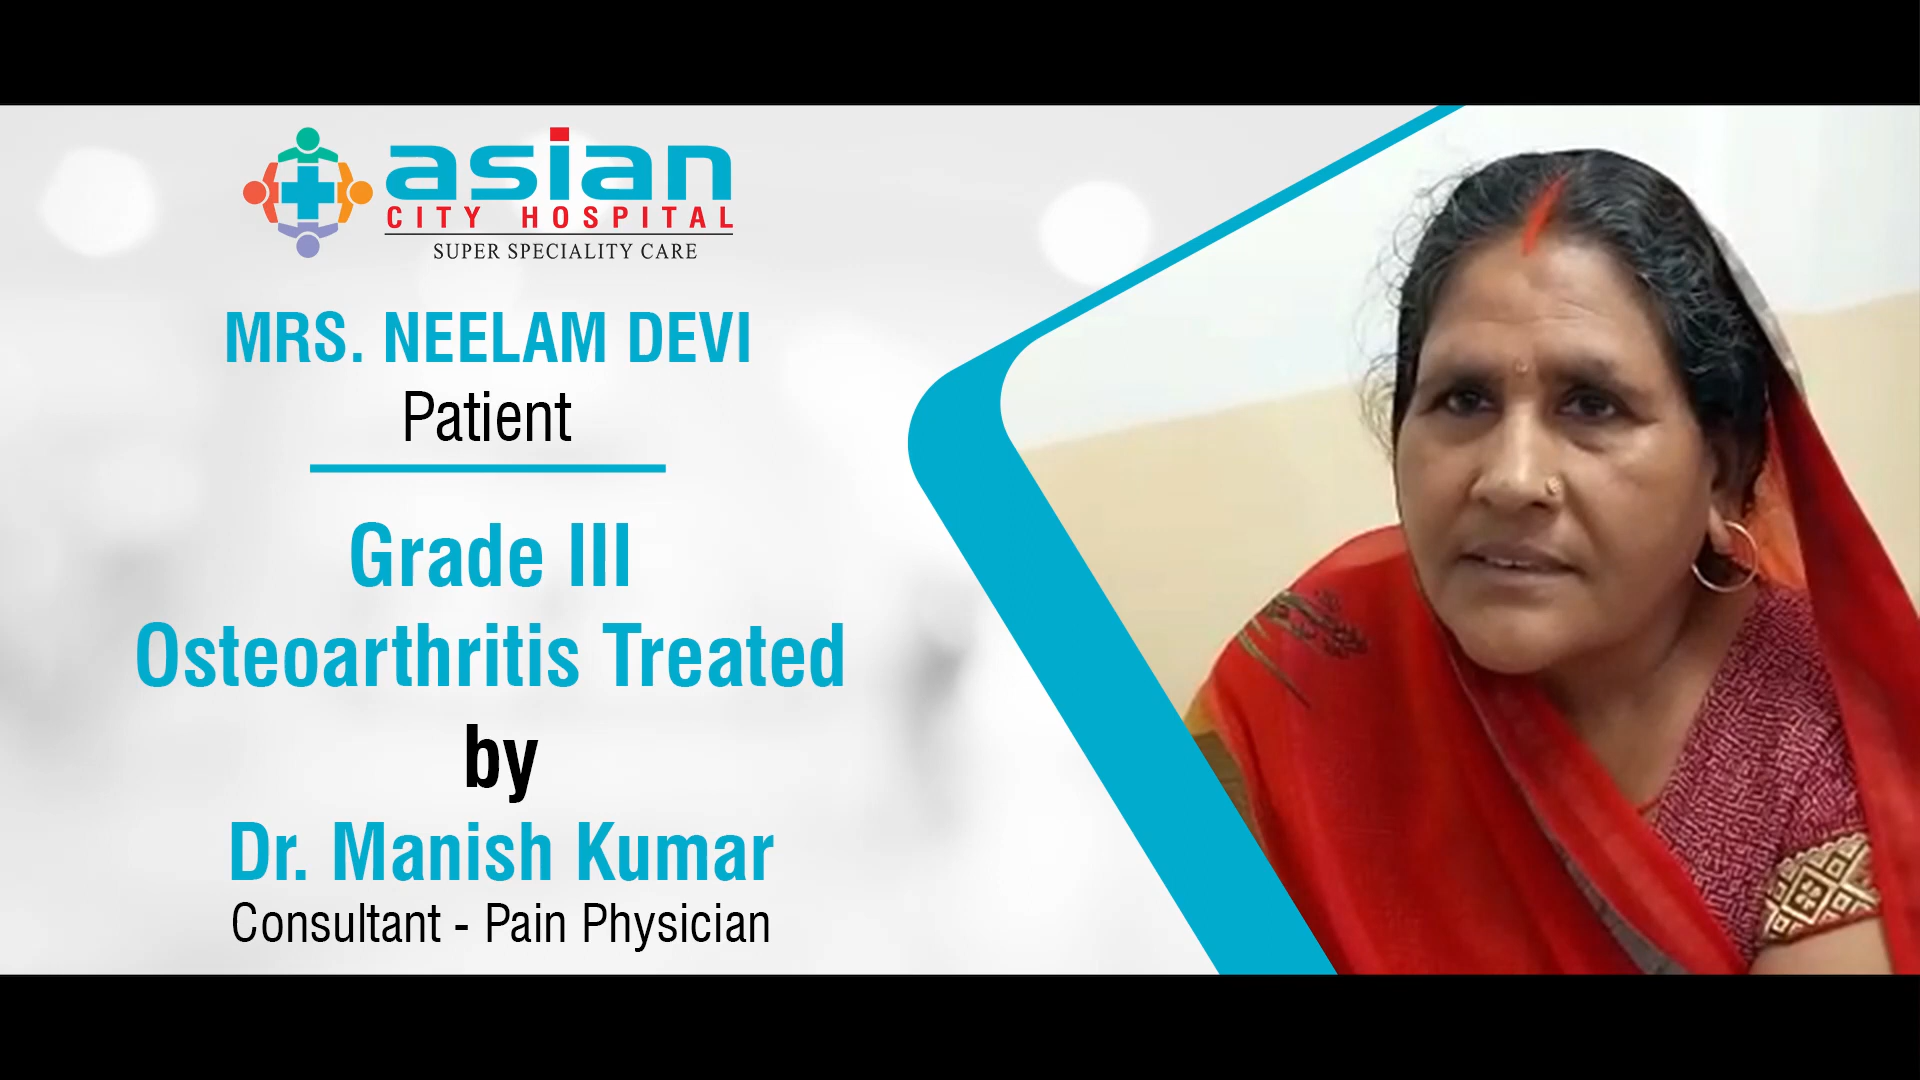 asian
CITY HOSPITAL
SUPER SPECIALITY CARE
MRS. NEELAM DEVI
Patient
Grade III
Osteoarthritis Treated
by
Dr. Manish Kumar
Consultant - Pain Physician